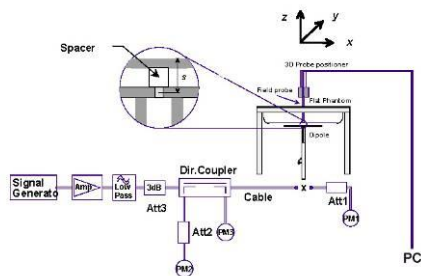 z
y
x
Spacer
s
3D Probe positioner
Field probe
Flat Phantom
Dipole
Dir.Coupler
Signal
Generato
Amp
Low
Pass
3dB
Att3
Cable
x
Att1
PM1
Att2
PM3
PM2
PC